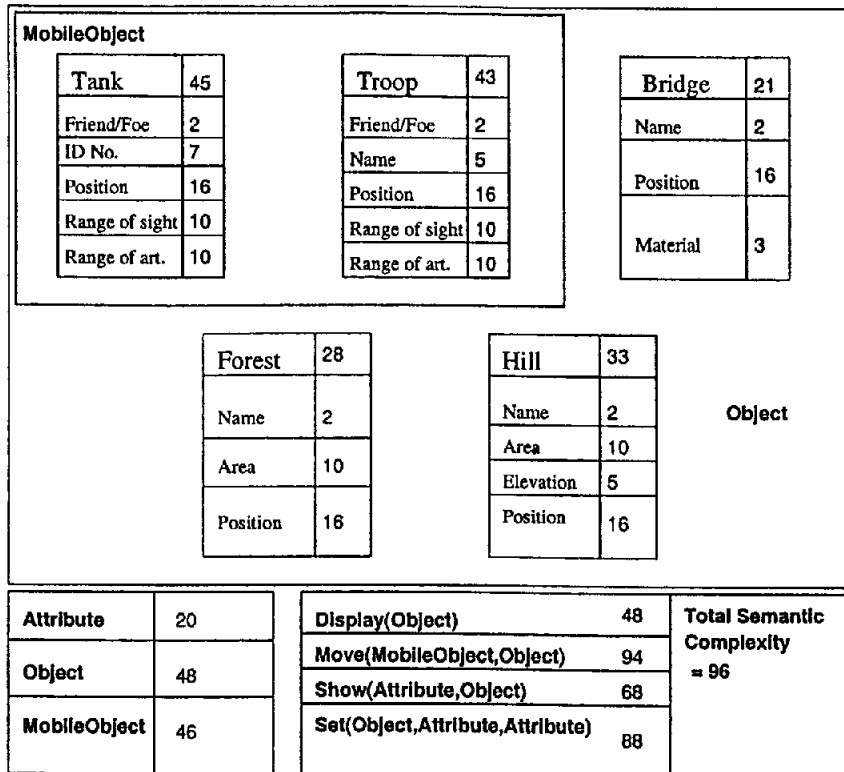 MobileObject
Tank 45
Friend/Foe 2
ID No. 7
Position 16
Range of sight 10
Range of art. 10
Troop 43
Friend/Foe 2
Name 5
Position 16
Range of sight 10
Range of art. 10
Bridge 21
Name 2
Position 16
Material 3
Forest 28
Name 2
Area 10
Position 16
Hill 33
Name 2
Area 10
Elevation 5
Position 16
Object
Attribute 20
Object 48
MobileObject 46
Display(Object) 48
Move(MobileObject,Object) 94
Show(Attribute,Object) 68
Set(Object,Attribute,Attribute) 88
Total Semantic
Complexity
= 96